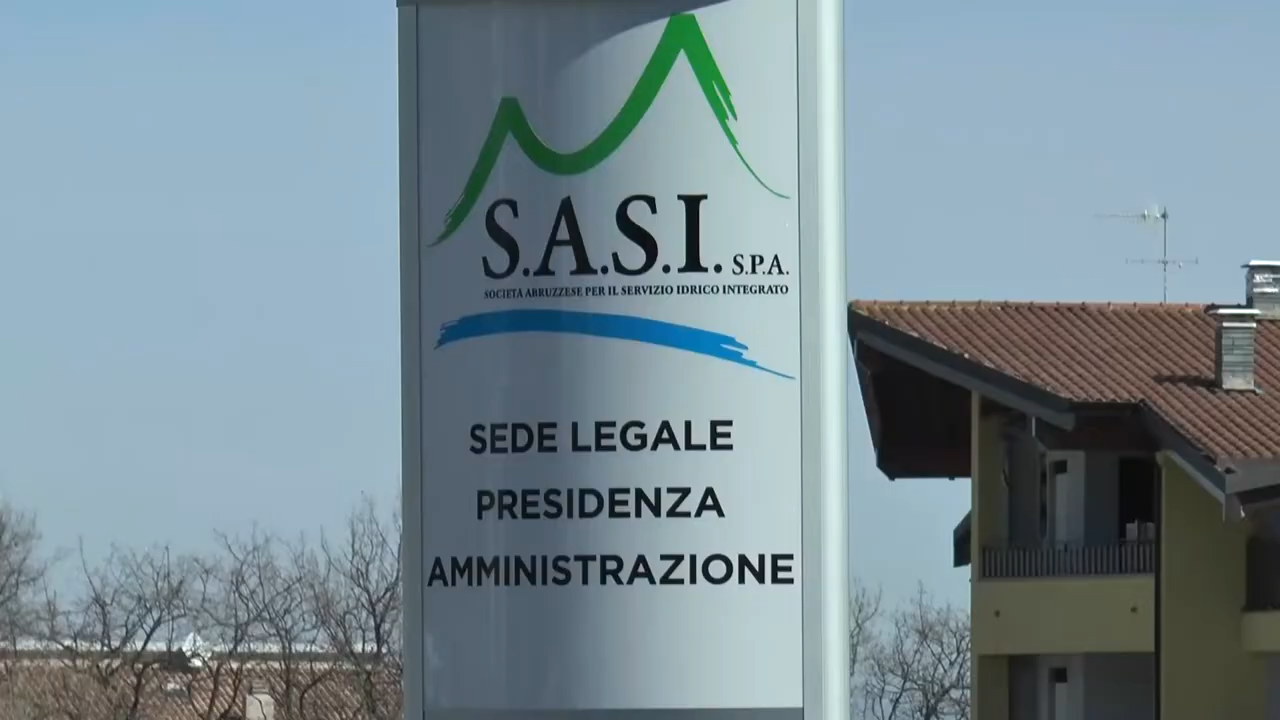 S.A.S.I. S.P.A.
SOCIETÀ ABRUZZESE PER IL SERVIZIO IDRICO INTEGRATO
SEDE LEGALE
PRESIDENZA
AMMINISTRAZIONE